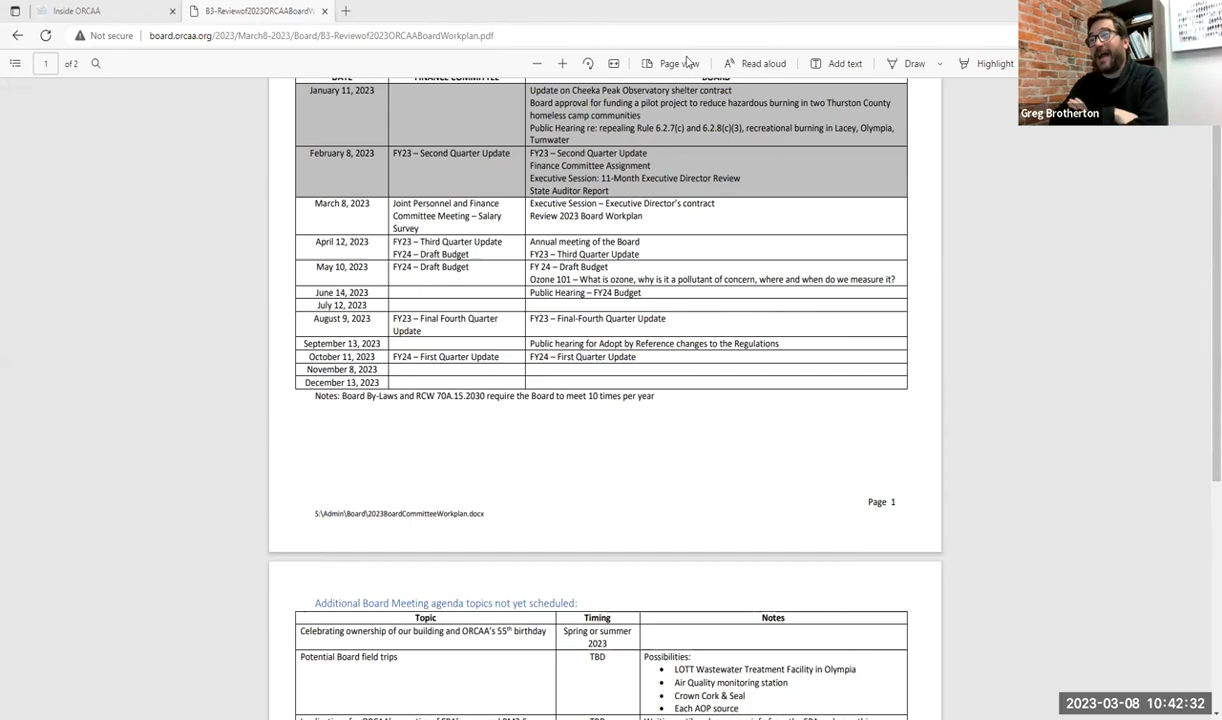 Inside ORCAA
B3-Reviewof2023ORCAABoardW
Not secure
board.orcaa.org/2023/March8-2023/Board/B3-Reviewof2023ORCAABoardWorkplan.pdf
1 of 2
Page view
Read aloud
Add text
Draw
Highlight
Greg Brotherton
DATE FINANCE COMMITTEE BOARD
January 11, 2023
Update on Cheeka Peak Observatory shelter contract
Board approval for funding a pilot project to reduce hazardous burning in two Thurston County
homeless camp communities
Public Hearing re: repealing Rule 6.2.7(c) and 6.2.8(c)(3), recreational burning in Lacey, Olympia,
Tumwater
February 8, 2023
FY23 – Second Quarter Update
FY23 – Second Quarter Update
Finance Committee Assignment
Executive Session: 11-Month Executive Director Review
State Auditor Report
March 8, 2023
Joint Personnel and Finance
Committee Meeting – Salary
Survey
Executive Session – Executive Director's contract
Review 2023 Board Workplan
April 12, 2023
FY23 – Third Quarter Update
FY24 – Draft Budget
Annual meeting of the Board
FY23 – Third Quarter Update
May 10, 2023
FY24 – Draft Budget
FY 24 – Draft Budget
Ozone 101 – What is ozone, why is it a pollutant of concern, where and when do we measure it?
June 14, 2023
Public Hearing – FY24 Budget
July 12, 2023
August 9, 2023
FY23 – Final Fourth Quarter
Update
FY23 – Final-Fourth Quarter Update
September 13, 2023
Public hearing for Adopt by Reference changes to the Regulations
October 11, 2023
FY24 – First Quarter Update
FY24 – First Quarter Update
November 8, 2023
December 13, 2023
Notes: Board By-Laws and RCW 70A.15.2030 require the Board to meet 10 times per year
Page 1
S:\Admin\Board\2023BoardCommitteeWorkplan.docx
Additional Board Meeting agenda topics not yet scheduled:
Topic Timing Notes
Celebrating ownership of our building and ORCAA's 55th birthday
Spring or summer
2023
Potential Board field trips
TBD
Possibilities:
• LOTT Wastewater Treatment Facility in Olympia
• Air Quality monitoring station
• Crown Cork & Seal
• Each AOP source
2023-03-08 10:42:32